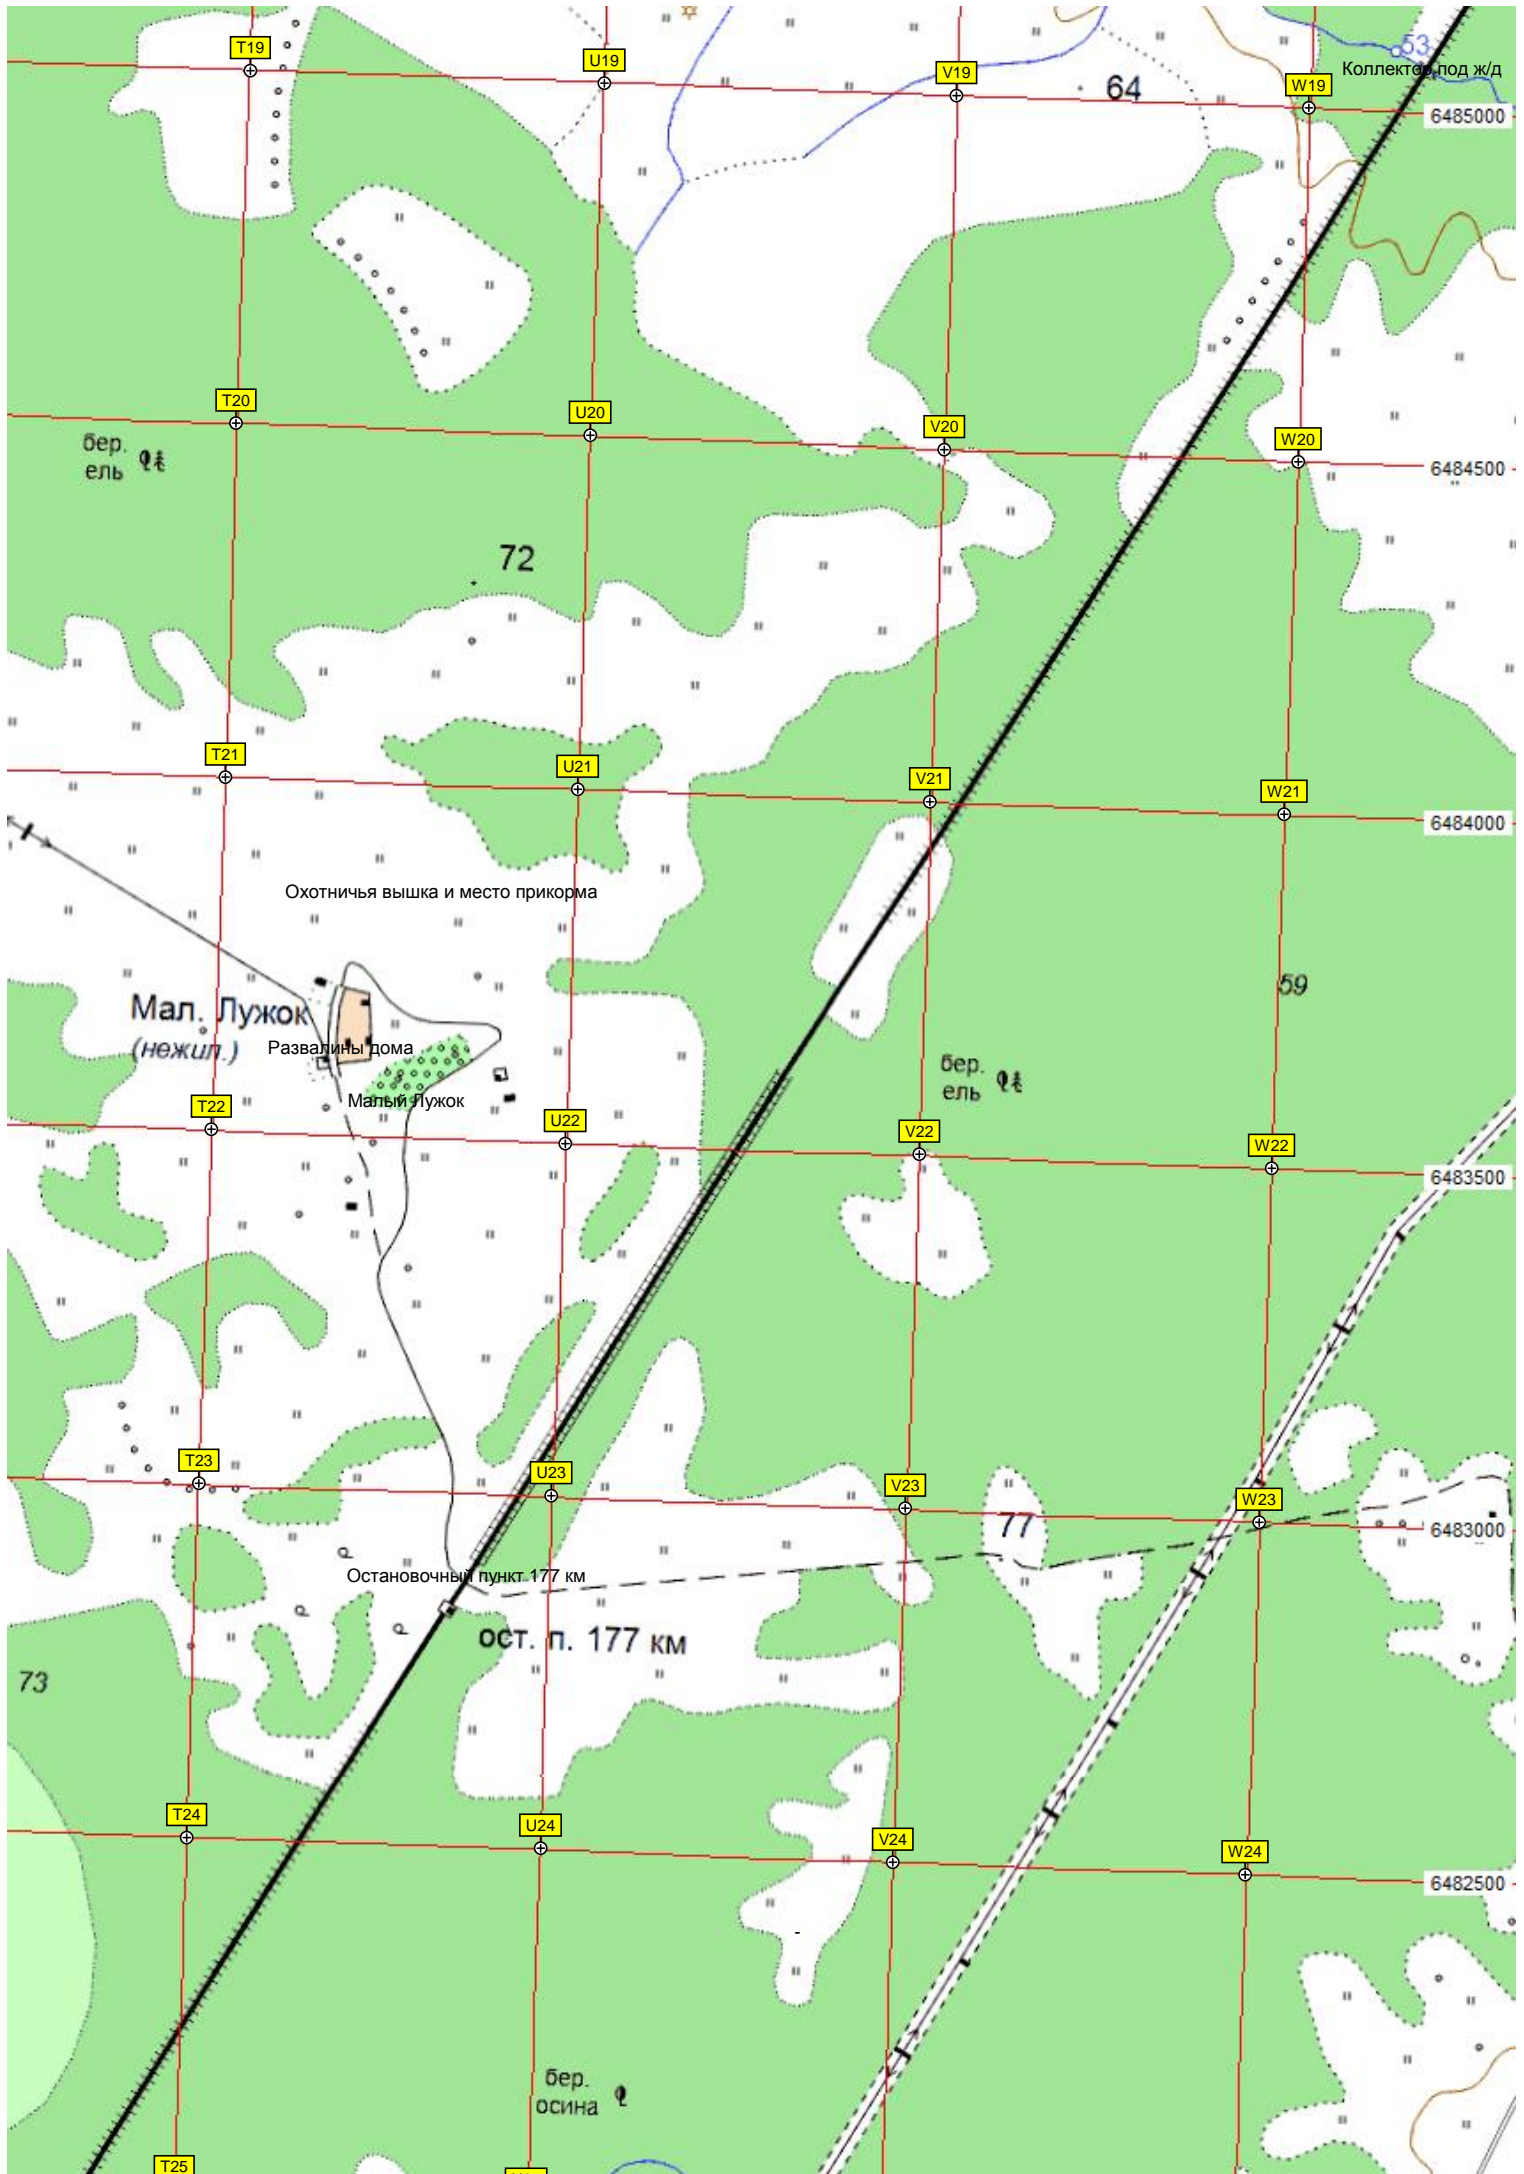 T19
U19
V19
64
W19
53
Коллектор под ж/д
6485000
T20
U20
V20
W20
бер.
ель
6484500
72
T21
U21
V21
W21
6484000
Охотничья вышка и место прикорма
59
Мал. Лужок
(нежил.)
Развалины дома
бер.
ель
Малый Лужок
T22
U22
V22
W22
6483500
T23
U23
V23
W23
77
6483000
Остановочный пункт 177 км
ост. п. 177 км
73
T24
U24
V24
W24
6482500
бер.
осина
T25